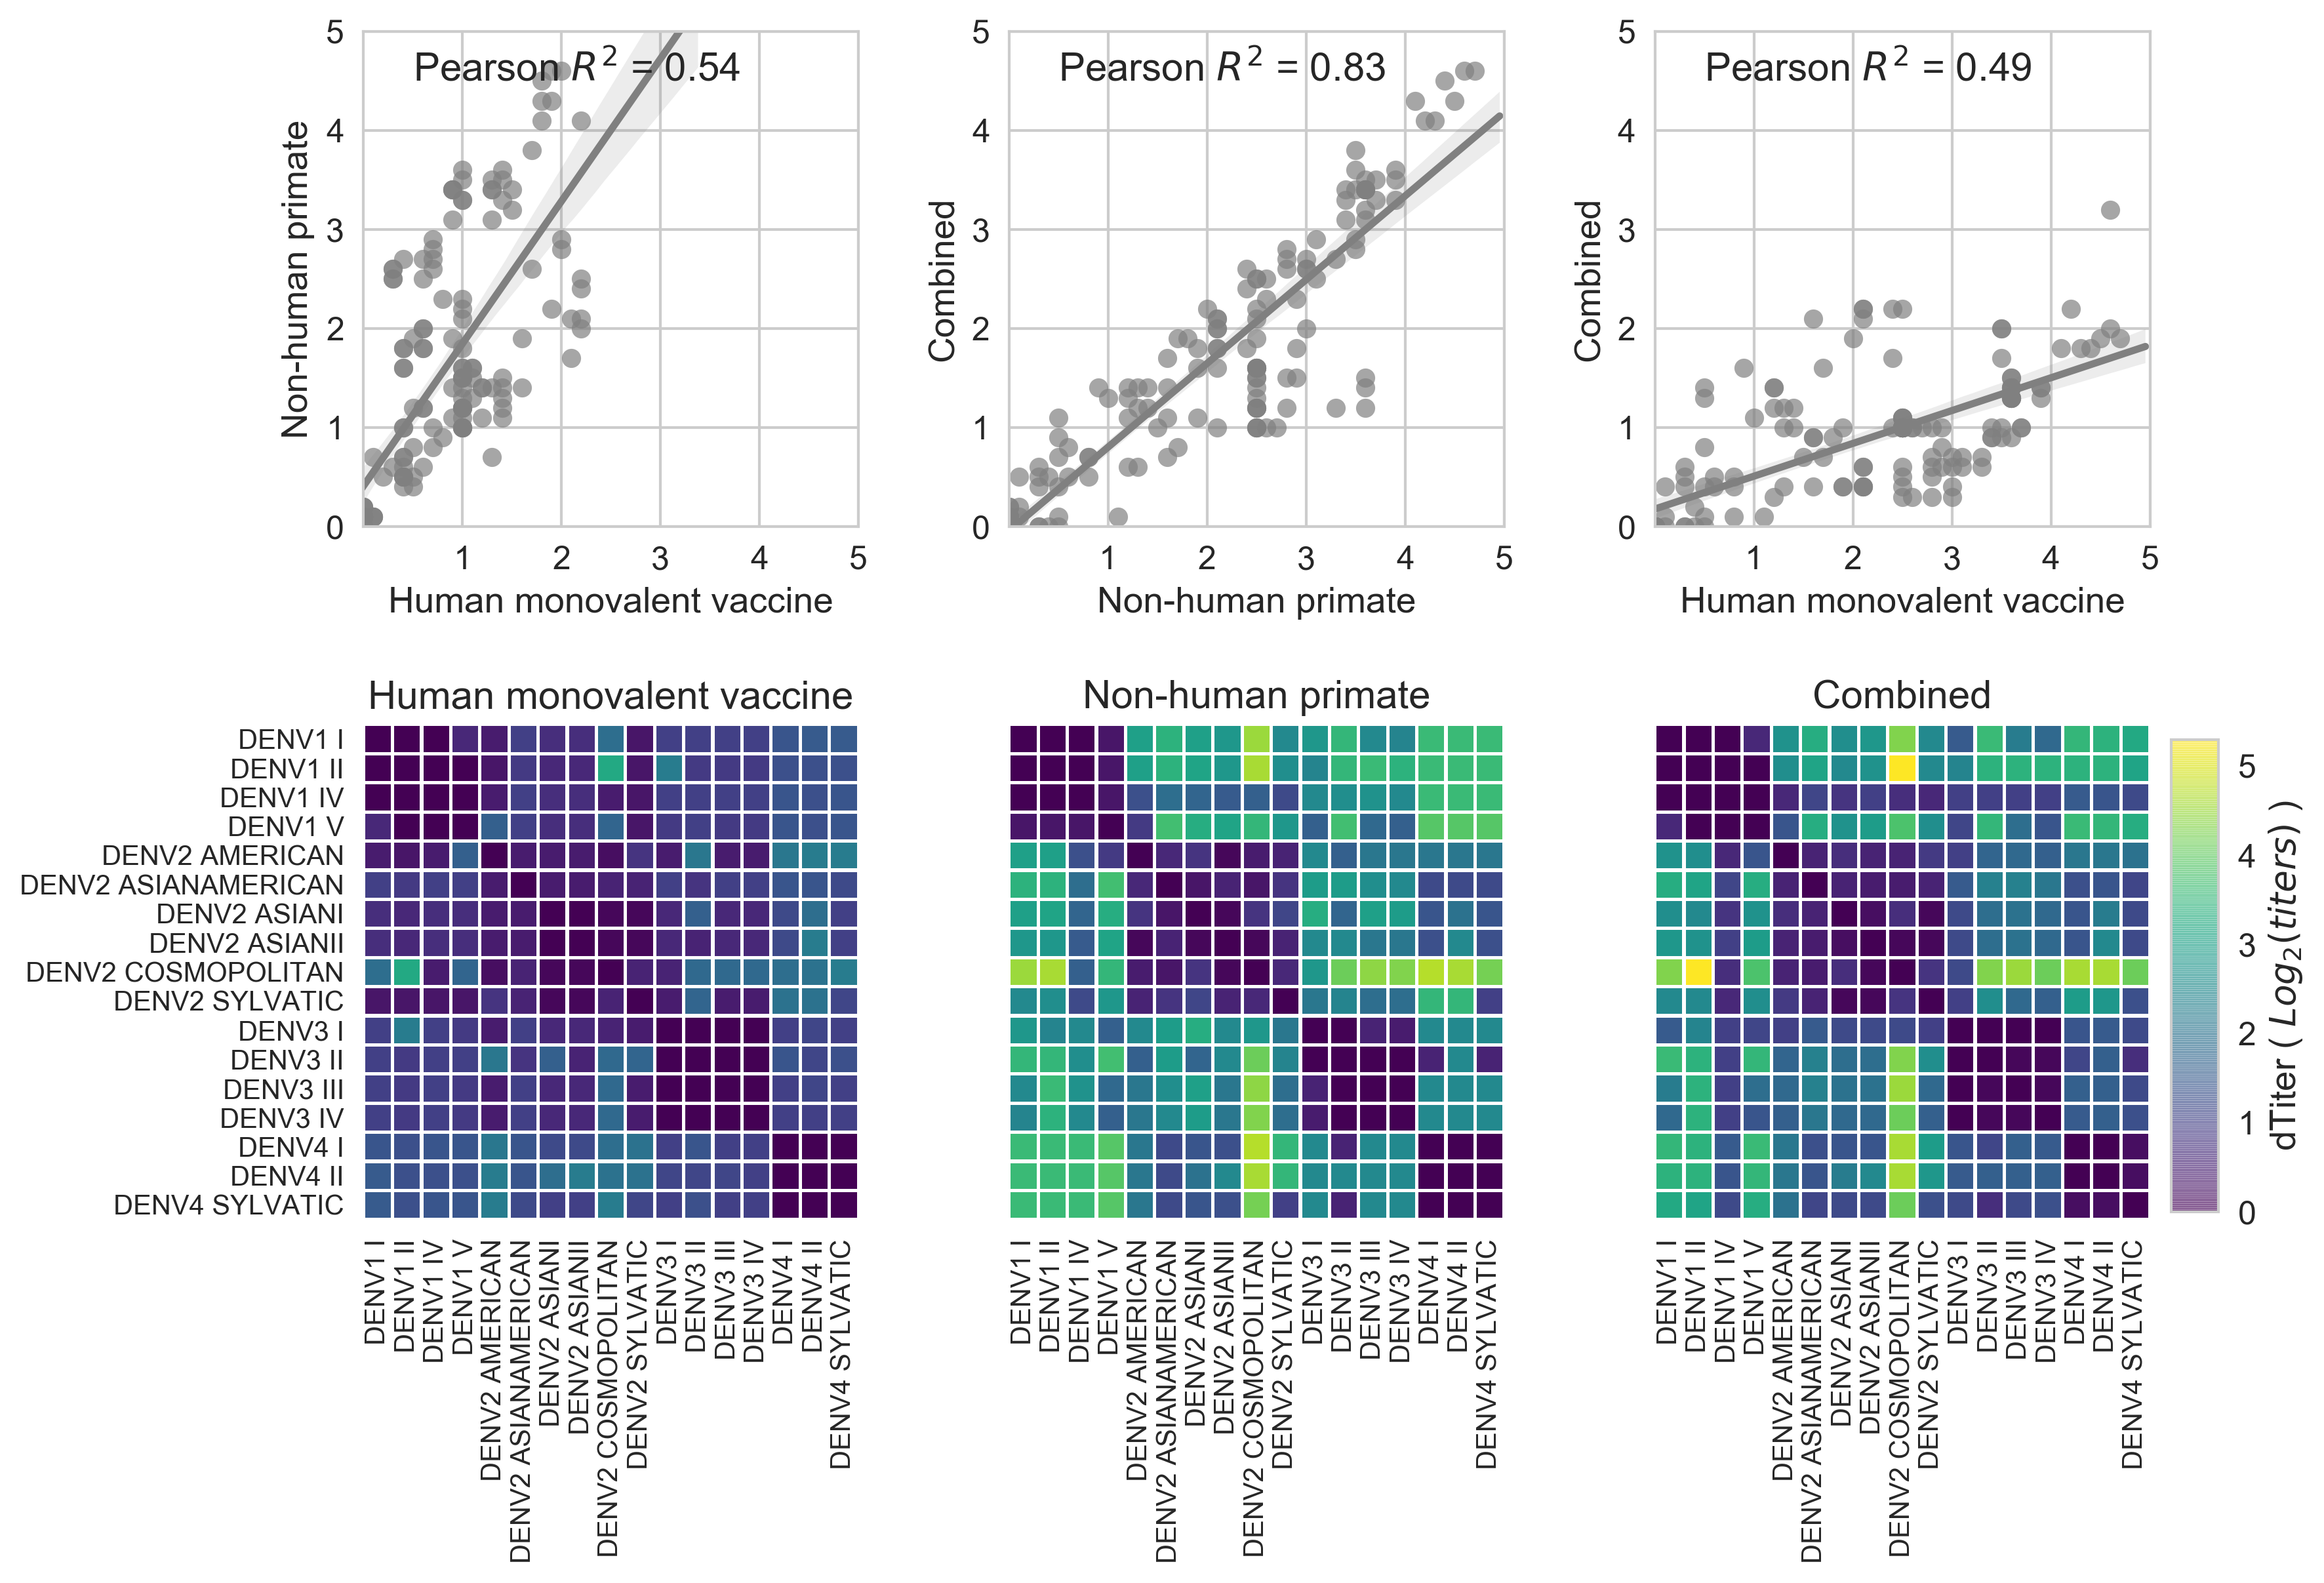 Pearson R² = 0.54
Non-human primate
5
4
3
2
1
0
1 2 3 4 5
Human monovalent vaccine
Pearson R² = 0.83
Combined
5
4
3
2
1
0
1 2 3 4 5
Non-human primate
Pearson R² = 0.49
Combined
5
4
3
2
1
0
1 2 3 4 5
Human monovalent vaccine
Human monovalent vaccine
Non-human primate
Combined
DENV1 I
DENV1 II
DENV1 IV
DENV1 V
DENV2 AMERICAN
DENV2 ASIANAMERICAN
DENV2 ASIANI
DENV2 ASIANII
DENV2 COSMOPOLITAN
DENV2 SYLVATIC
DENV3 I
DENV3 II
DENV3 III
DENV3 IV
DENV4 I
DENV4 II
DENV4 SYLVATIC
DENV1 I
DENV1 II
DENV1 IV
DENV1 V
DENV2 AMERICAN
DENV2 ASIANAMERICAN
DENV2 ASIANI
DENV2 ASIANII
DENV2 COSMOPOLITAN
DENV2 SYLVATIC
DENV3 I
DENV3 II
DENV3 III
DENV3 IV
DENV4 I
DENV4 II
DENV4 SYLVATIC
DENV1 I
DENV1 II
DENV1 IV
DENV1 V
DENV2 AMERICAN
DENV2 ASIANAMERICAN
DENV2 ASIANI
DENV2 ASIANII
DENV2 COSMOPOLITAN
DENV2 SYLVATIC
DENV3 I
DENV3 II
DENV3 III
DENV3 IV
DENV4 I
DENV4 II
DENV4 SYLVATIC
DENV1 I
DENV1 II
DENV1 IV
DENV1 V
DENV2 AMERICAN
DENV2 ASIANAMERICAN
DENV2 ASIANI
DENV2 ASIANII
DENV2 COSMOPOLITAN
DENV2 SYLVATIC
DENV3 I
DENV3 II
DENV3 III
DENV3 IV
DENV4 I
DENV4 II
DENV4 SYLVATIC
5
4
3
2
1
0
dTiter ( Log₂(titers) )